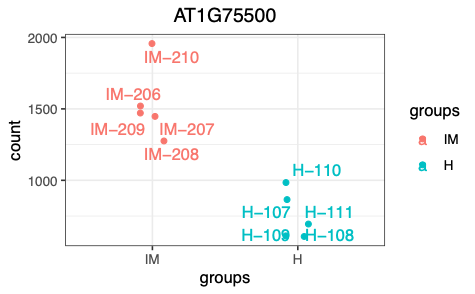 AT1G75500
count
2000
1500
1000
IM−210
IM−206
IM−209
IM−207
IM−208
H−110
H−107
H−111
H−109
H−108
IM
H
groups
groups
a IM
a H